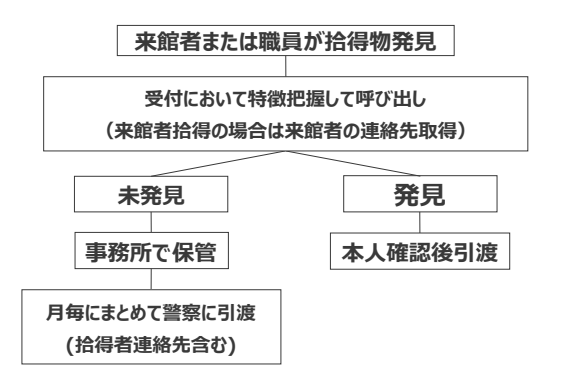 来館者または職員が拾得物発見
受付において特徴把握して呼び出し
（来館者拾得の場合は来館者の連絡先取得）
未発見
発見
事務所で保管
本人確認後引渡
月毎にまとめて警察に引渡
(拾得者連絡先含む)